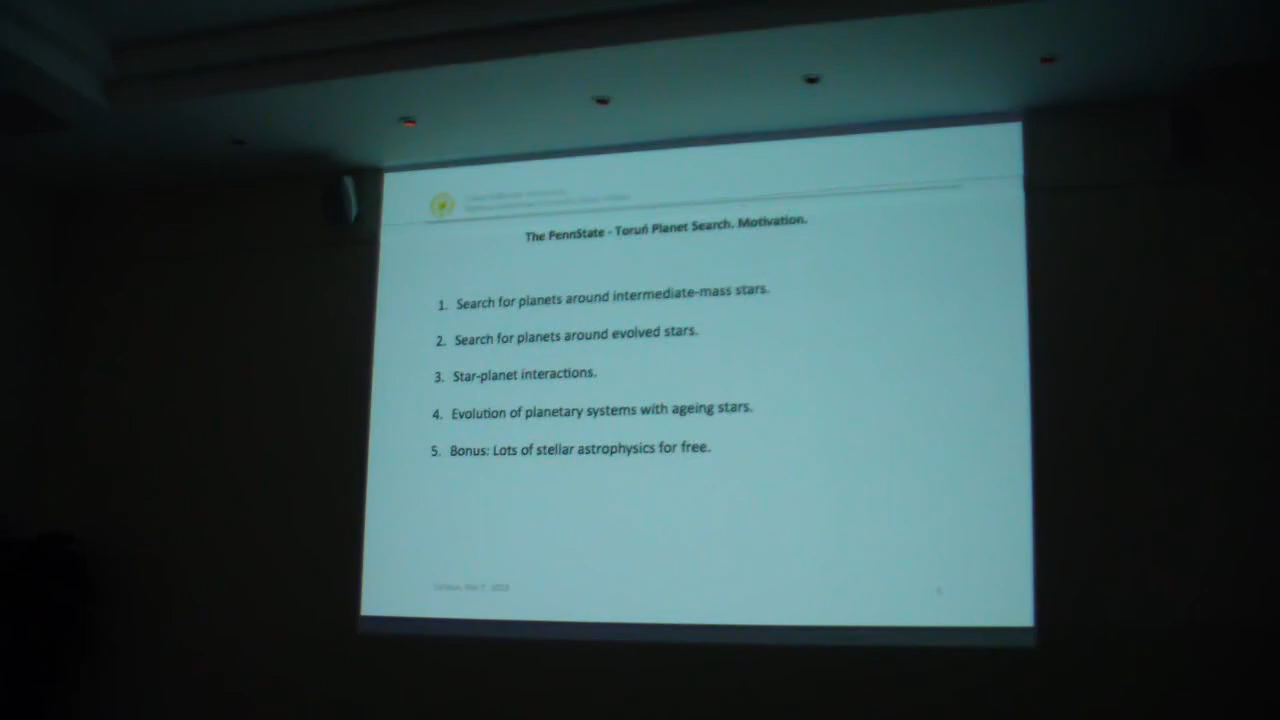 The PennState - Toruń Planet Search. Motivation.
1. Search for planets around intermediate-mass stars.
2. Search for planets around evolved stars.
3. Star-planet interactions.
4. Evolution of planetary systems with ageing stars.
5. Bonus: Lots of stellar astrophysics for free.